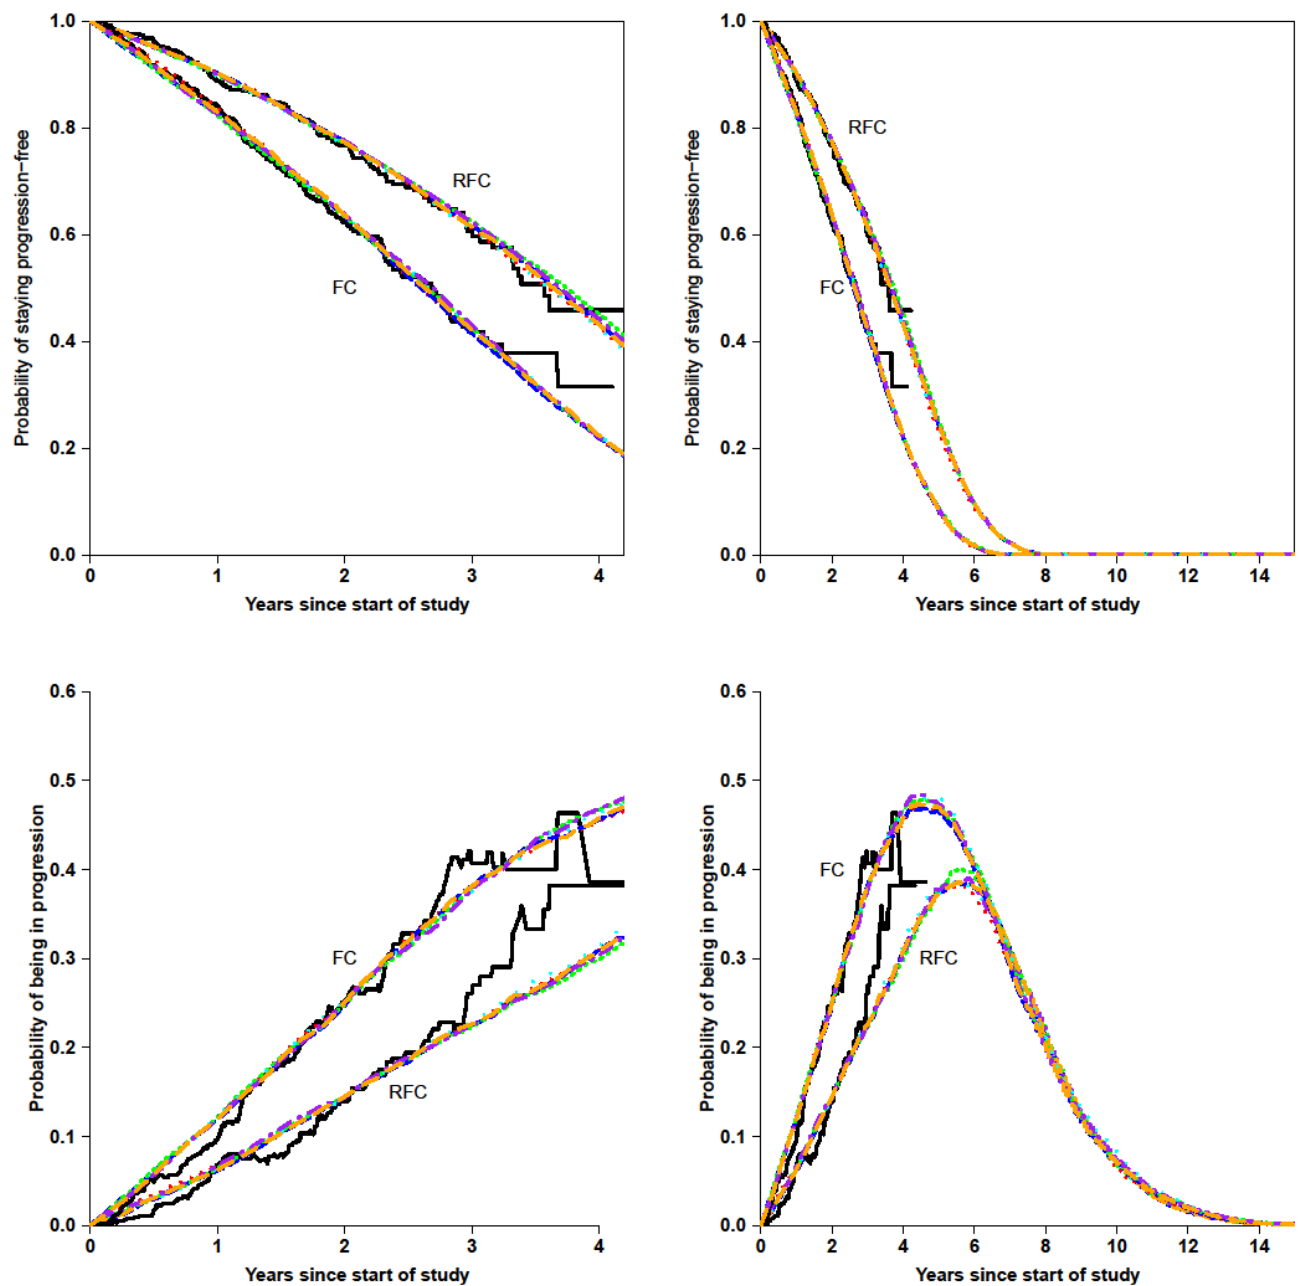 1.0
0.8
0.6
0.4
0.2
0.0
Probability of staying progression–free
RFC
FC
0 1 2 3 4
Years since start of study
1.0
0.8
0.6
0.4
0.2
0.0
Probability of staying progression–free
RFC
FC
0 2 4 6 8 10 12 14
Years since start of study
0.6
0.5
0.4
0.3
0.2
0.1
0.0
Probability of being in progression
FC
RFC
0 1 2 3 4
Years since start of study
0.6
0.5
0.4
0.3
0.2
0.1
0.0
Probability of being in progression
FC
RFC
0 2 4 6 8 10 12 14
Years since start of study